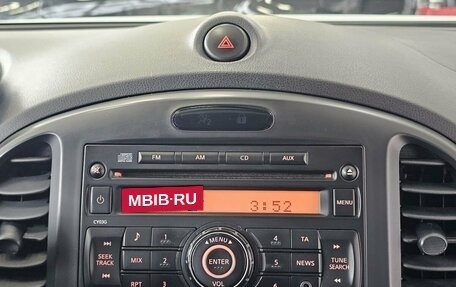 FM AM CD AUX
MBIB-RU
3:52
MENU
CY03G
MENU
1
4
TA
SEEK
TRACK
MIX
2
ENTER
5
NEWS
TUNE
SEARCH
RPT
3
VOL
6